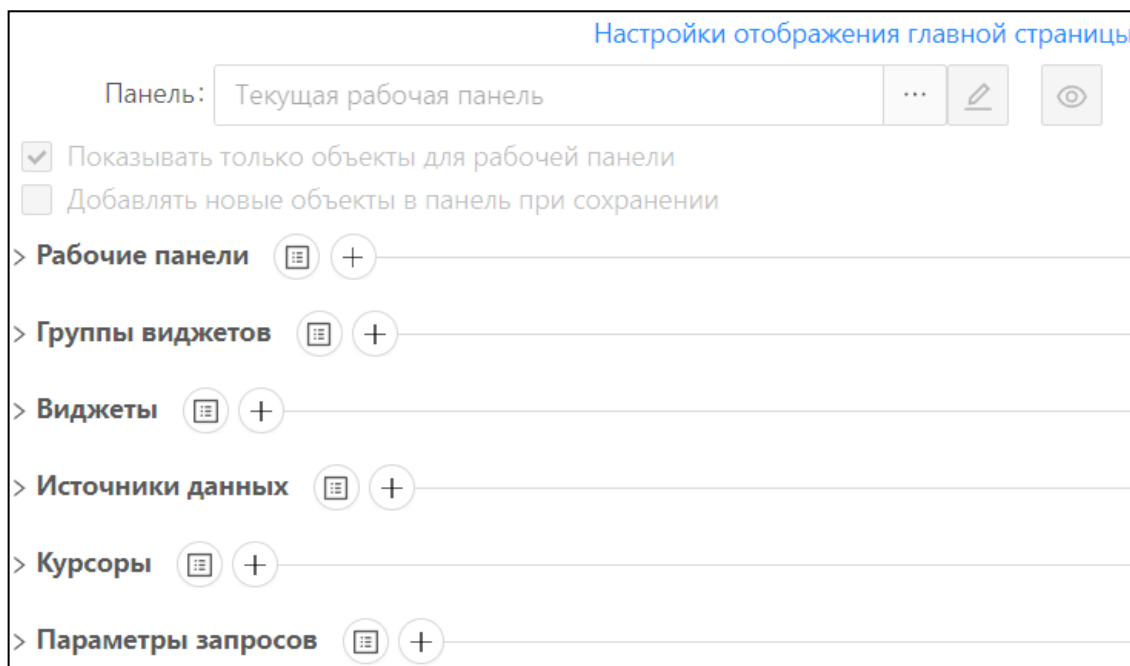 Настройки отображения главной страницы
Панель: Текущая рабочая панель ...
Показывать только объекты для рабочей панели
Добавлять новые объекты в панель при сохранении
Рабочие панели
Группы виджетов
Виджеты
Источники данных
Курсоры
Параметры запросов